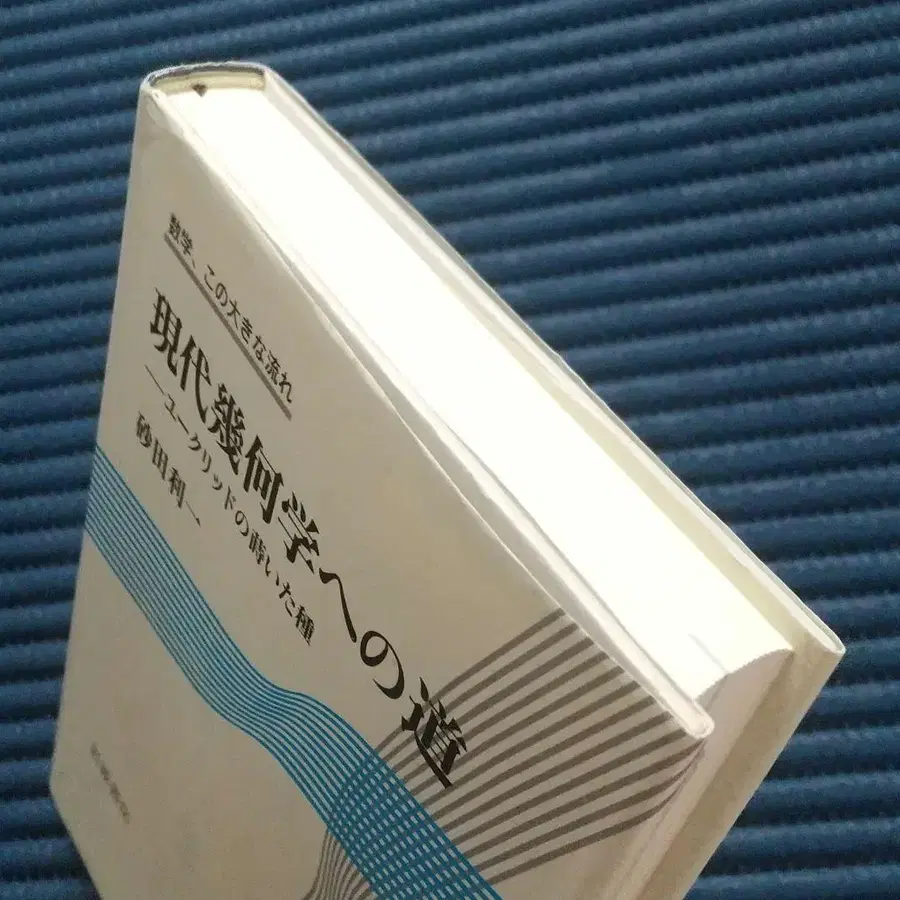 数学、この大きな流れ
現代幾何学への道
―ユークリッドの蒔いた種
砂田利一